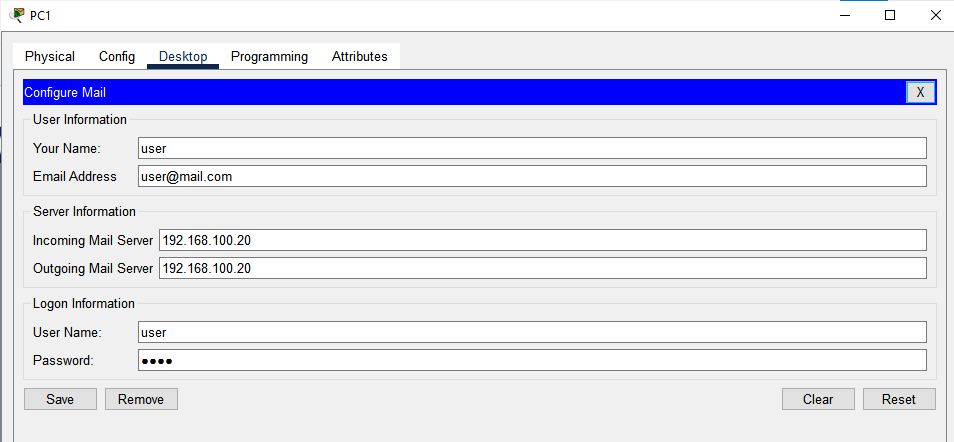 PC1
Physical Config Desktop Programming Attributes
Configure Mail X
User Information
Your Name: user
Email Address user@mail.com
Server Information
Incoming Mail Server 192.168.100.20
Outgoing Mail Server 192.168.100.20
Logon Information
User Name: user
Password: ●●●●
Save Remove Clear Reset